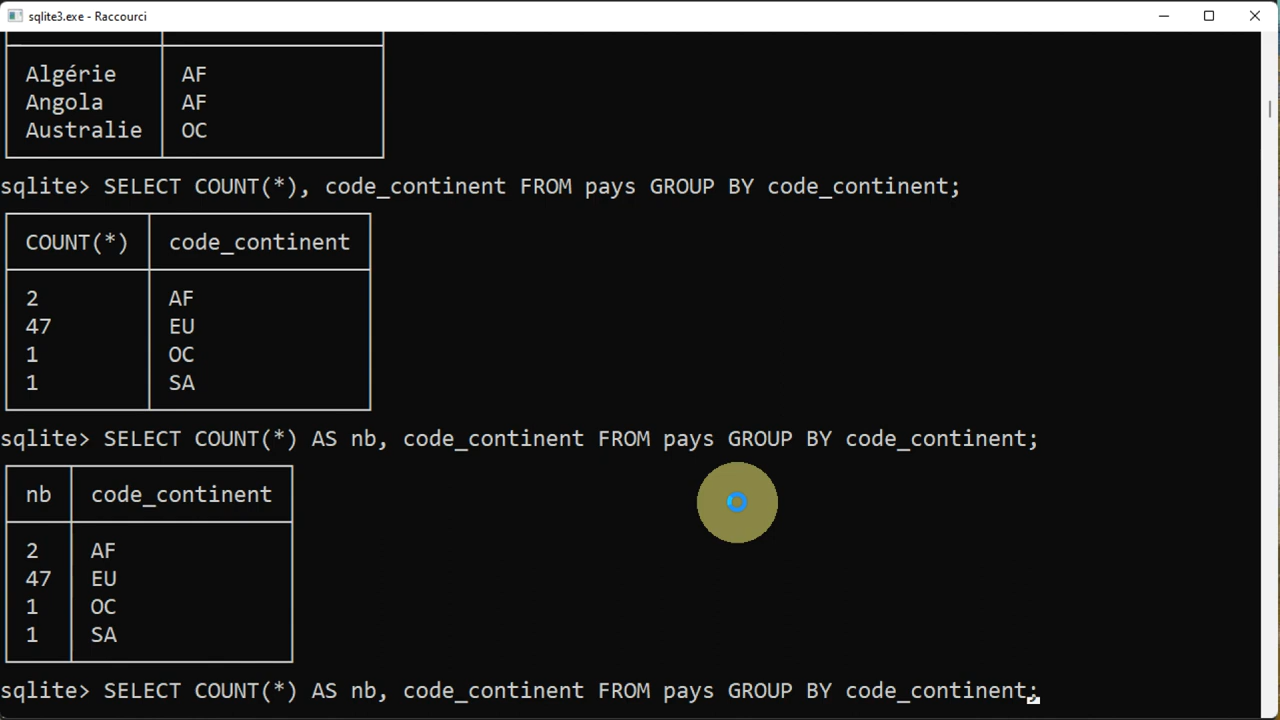 sqlite3.exe - Raccourci
Algérie AF
Angola AF
Australie OC
sqlite> SELECT COUNT(*), code_continent FROM pays GROUP BY code_continent;
COUNT(*) code_continent
2 AF
47 EU
1 OC
1 SA
sqlite> SELECT COUNT(*) AS nb, code_continent FROM pays GROUP BY code_continent;
nb code_continent
2 AF
47 EU
1 OC
1 SA
sqlite> SELECT COUNT(*) AS nb, code_continent FROM pays GROUP BY code_continent;